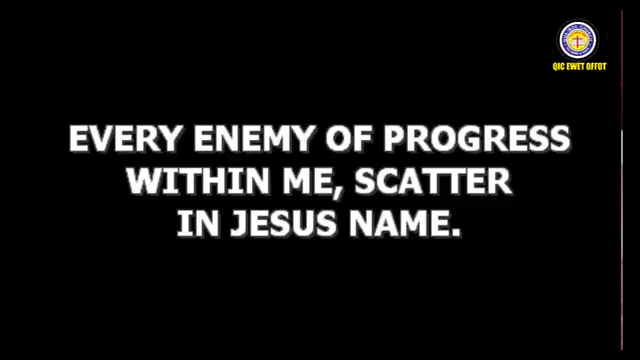 QIC EWET OFFOT
EVERY ENEMY OF PROGRESS
WITHIN ME, SCATTER
IN JESUS NAME.